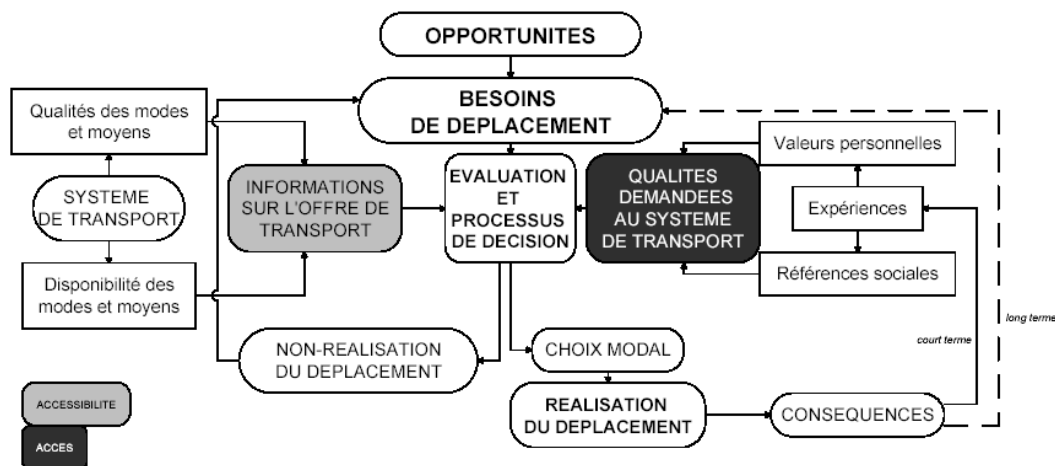 OPPORTUNITES
BESOINS
DE DEPLACEMENT
Qualités des modes
et moyens
SYSTEME
DE TRANSPORT
Disponibilité des
modes et moyens
INFORMATIONS
SUR L'OFFRE DE
TRANSPORT
EVALUATION
ET
PROCESSUS
DE DECISION
QUALITES
DEMANDEES
AU SYSTEME
DE TRANSPORT
Valeurs personnelles
Expériences
Références sociales
long terme
court terme
NON-REALISATION
DU DEPLACEMENT
CHOIX MODAL
REALISATION
DU DEPLACEMENT
CONSEQUENCES
ACCESSIBILITE
ACCES